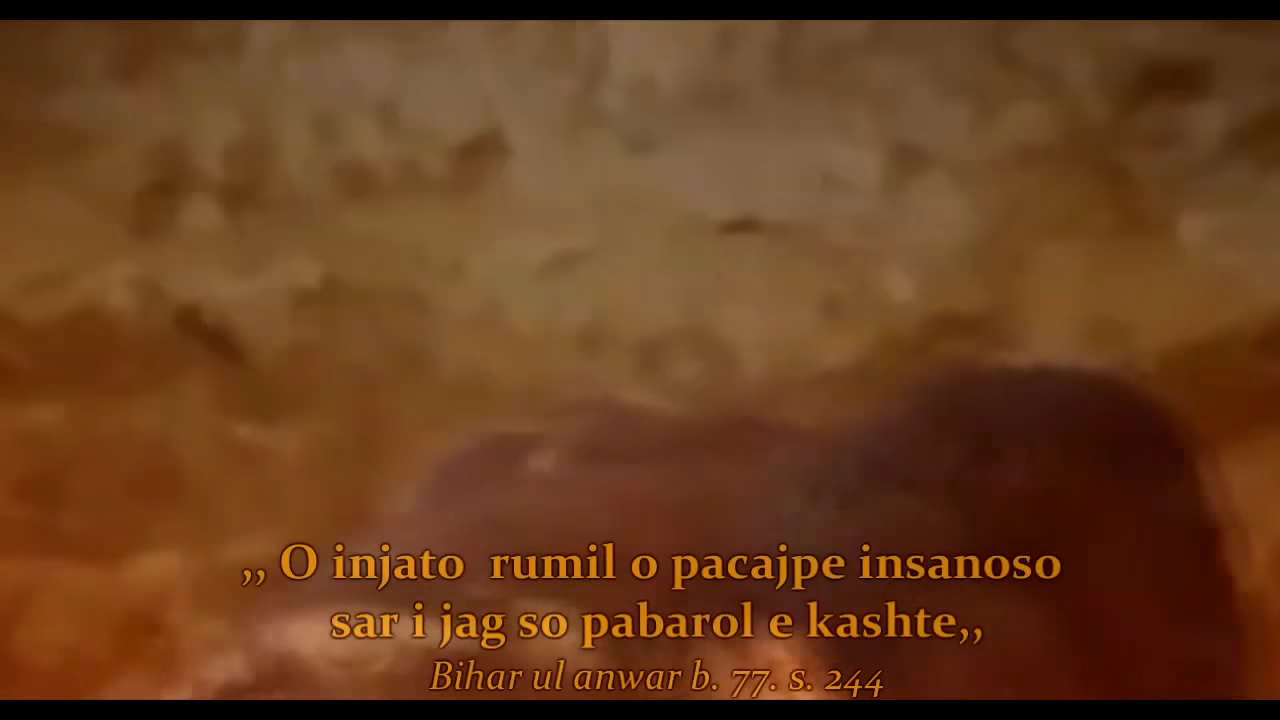 ,, O injato rumil o pacajpe insanoso
sar i jag so pabarol e kashte,,
Bihar ul anwar b. 77. s. 244